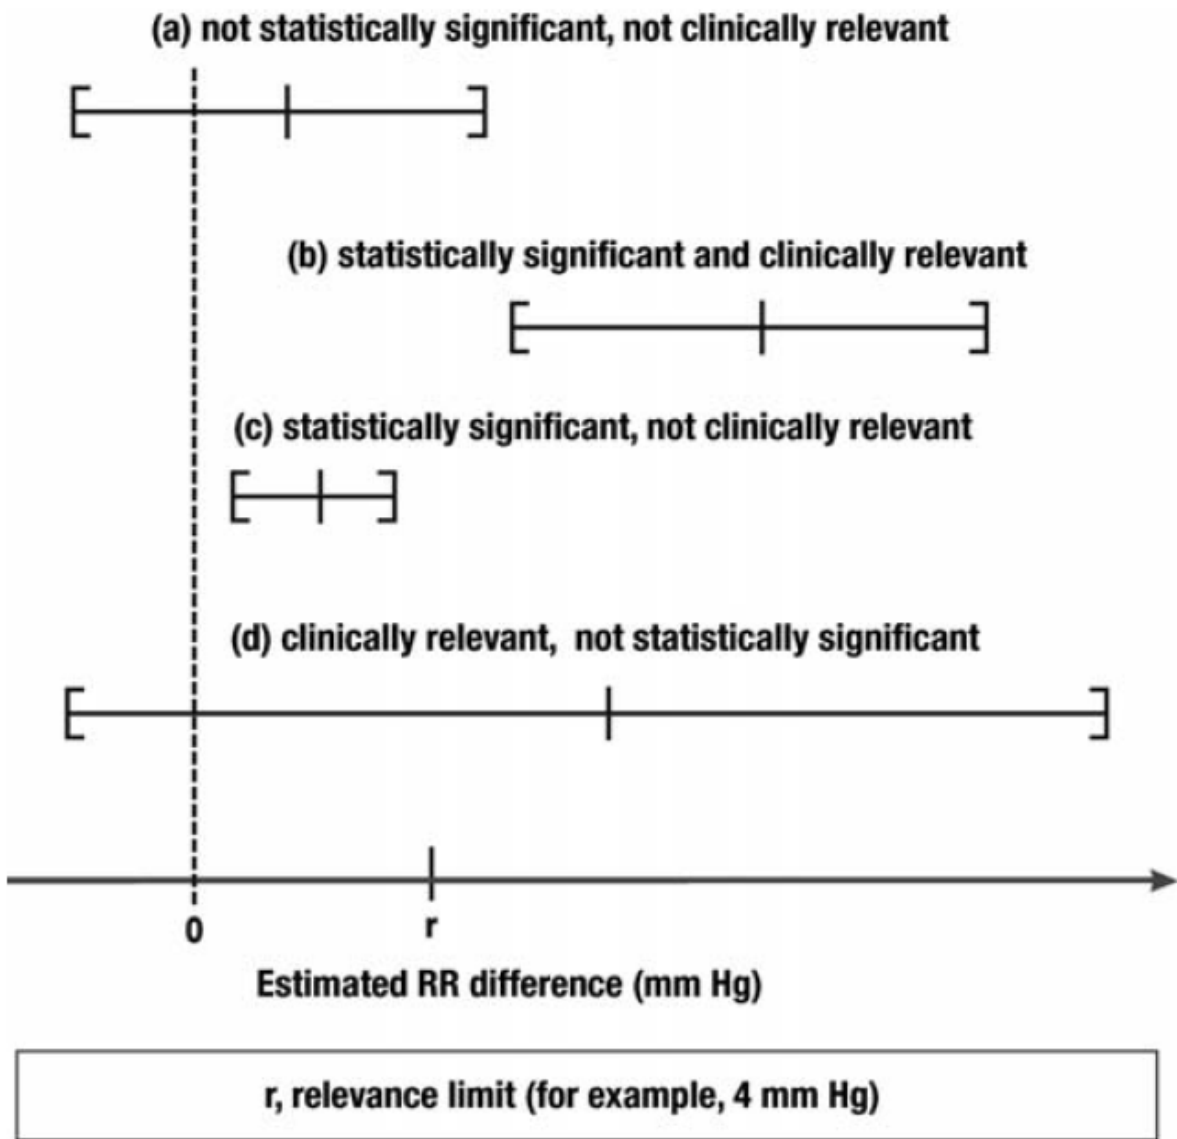 (a) not statistically significant, not clinically relevant
(b) statistically significant and clinically relevant
(c) statistically significant, not clinically relevant
(d) clinically relevant, not statistically significant
0
r
Estimated RR difference (mm Hg)
r, relevance limit (for example, 4 mm Hg)